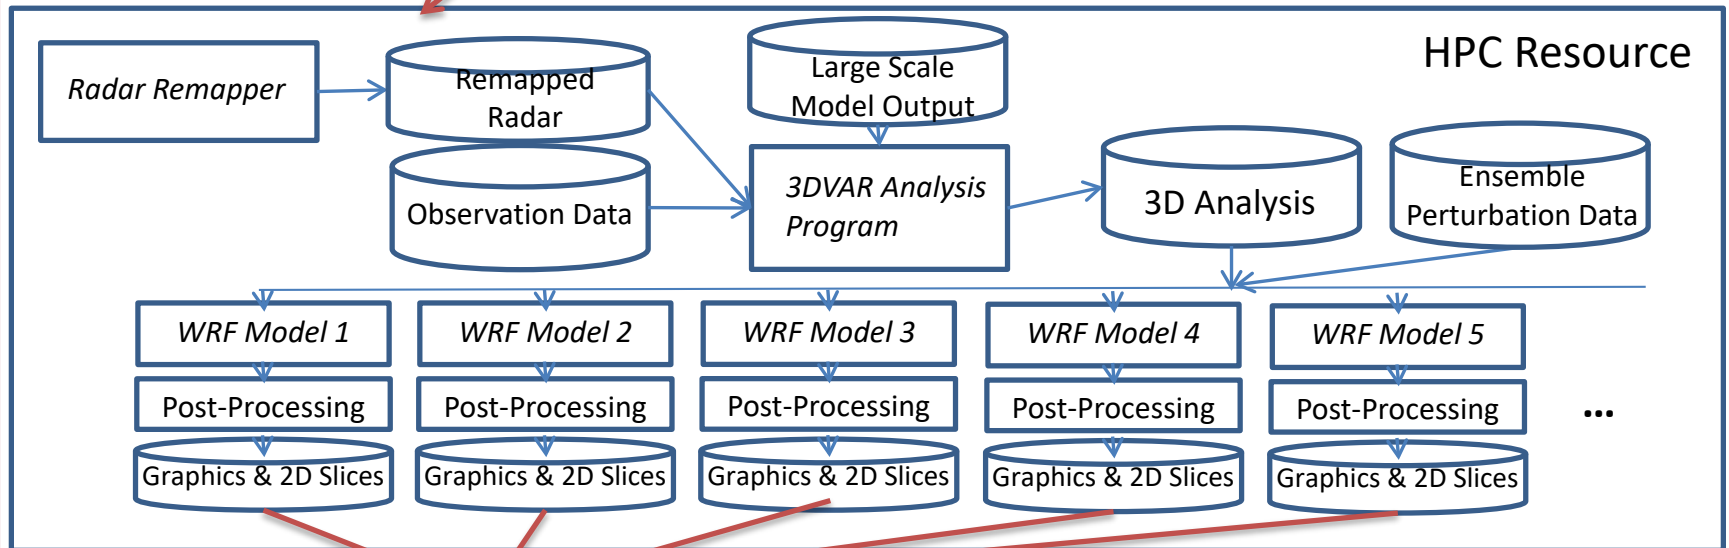 HPC Resource
Radar Remapper
Remapped
Radar
Large Scale
Model Output
Observation Data
3DVAR Analysis
Program
3D Analysis
Ensemble
Perturbation Data
WRF Model 1
WRF Model 2
WRF Model 3
WRF Model 4
WRF Model 5
Post-Processing
Post-Processing
Post-Processing
Post-Processing
Post-Processing
...
Graphics & 2D Slices
Graphics & 2D Slices
Graphics & 2D Slices
Graphics & 2D Slices
Graphics & 2D Slices